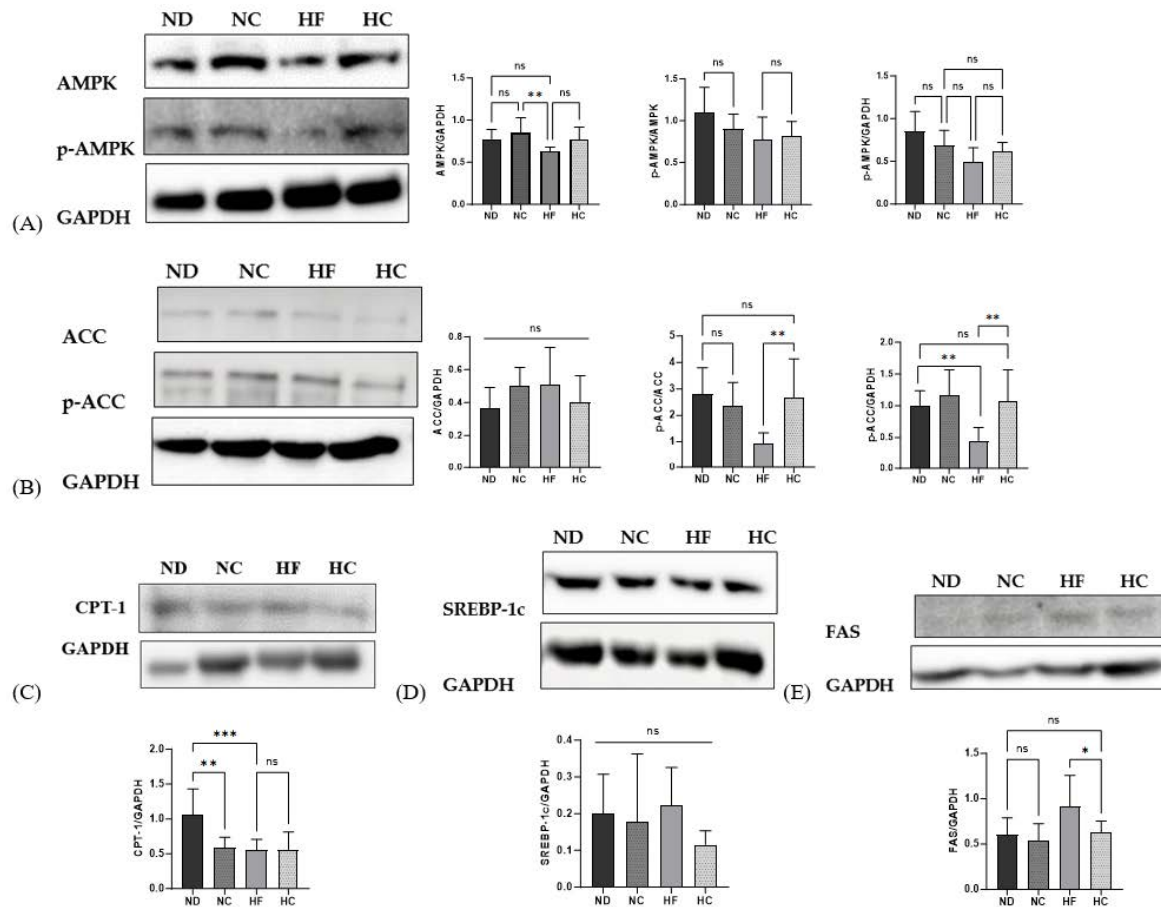 ND NC HF HC
AMPK
p-AMPK
GAPDH
(A)
ns
ns ** ns
AMPK/GAPDH
1.5
1.0
0.5
0.0
ND NC HF HC
ns ns
p-AMPK/AMPK
1.5
1.0
0.5
0.0
ND NC HF HC
ns
ns ns ns
p-AMPK/GAPDH
1.5
1.0
0.5
0.0
ND NC HF HC
ND NC HF HC
ACC
p-ACC
GAPDH
(B)
ns
ACC/GAPDH
0.8
0.6
0.4
0.2
0.0
ND NC HF HC
ns
ns **
p-ACC/ACC
5
4
3
2
1
0
ND NC HF HC
**
ns
**
p-ACC/GAPDH
2.0
1.5
1.0
0.5
0.0
ND NC HF HC
ND NC HF HC
CPT-1
GAPDH
(C)
***
** ns
CPT-1/GAPDH
2.0
1.5
1.0
0.5
0.0
ND NC HF HC
ND NC HF HC
SREBP-1c
GAPDH
(D)
ns
SREBP-1c/GAPDH
0.4
0.3
0.2
0.1
0.0
ND NC HF HC
ND NC HF HC
FAS
GAPDH
(E)
ns
ns *
FAS/GAPDH
1.5
1.0
0.5
0.0
ND NC HF HC